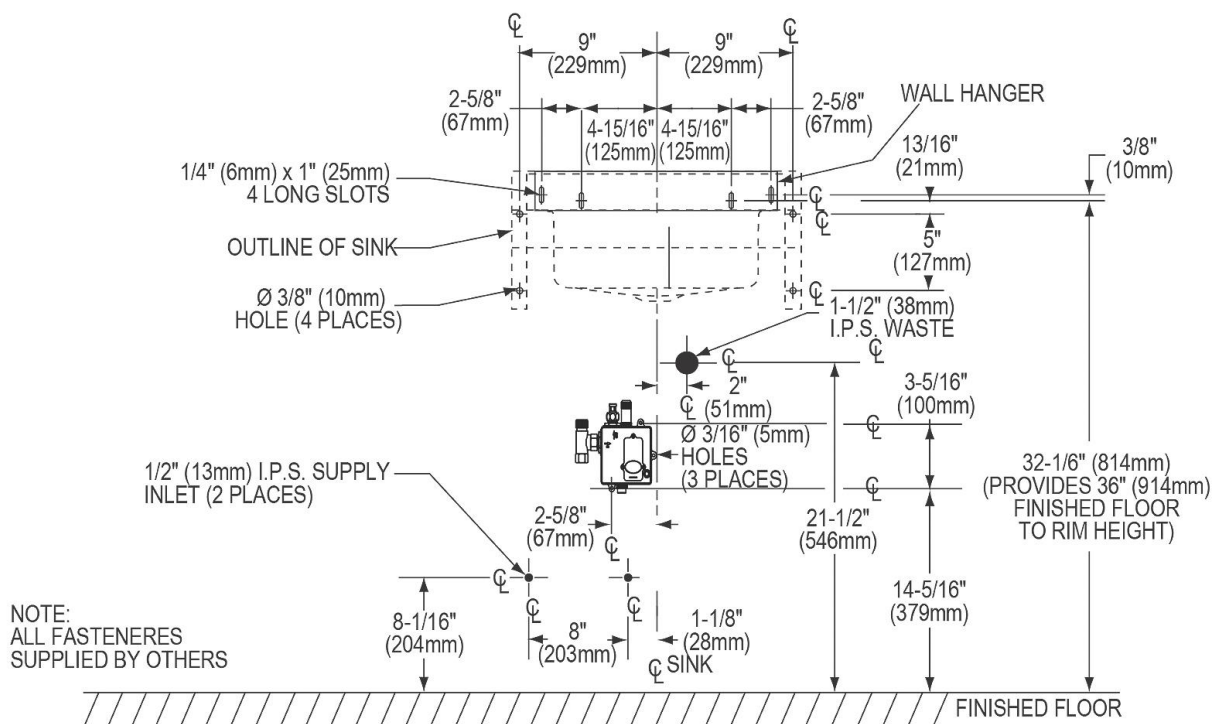 ℄
℄
9"
(229mm)
9"
(229mm)
2-5/8"
(67mm)
4-15/16"
(125mm)
4-15/16"
(125mm)
2-5/8"
(67mm)
WALL HANGER
13/16"
(21mm)
3/8"
(10mm)
1/4" (6mm) x 1" (25mm)
4 LONG SLOTS
℄
℄
OUTLINE OF SINK
5"
(127mm)
Ø 3/8" (10mm)
HOLE (4 PLACES)
℄
1-1/2" (38mm)
I.P.S. WASTE
℄
℄
2"
(51mm)
℄
3-5/16"
(100mm)
℄
Ø 3/16" (5mm)
HOLES
(3 PLACES)
1/2" (13mm) I.P.S. SUPPLY
INLET (2 PLACES)
32-1/6" (814mm)
(PROVIDES 36" (914mm)
FINISHED FLOOR
TO RIM HEIGHT)
℄
2-5/8"
(67mm)
℄
21-1/2"
(546mm)
℄
℄
℄
14-5/16"
(379mm)
8-1/16"
(204mm)
8"
(203mm)
1-1/8"
(28mm)
℄ SINK
NOTE:
ALL FASTENERES
SUPPLIED BY OTHERS
FINISHED FLOOR